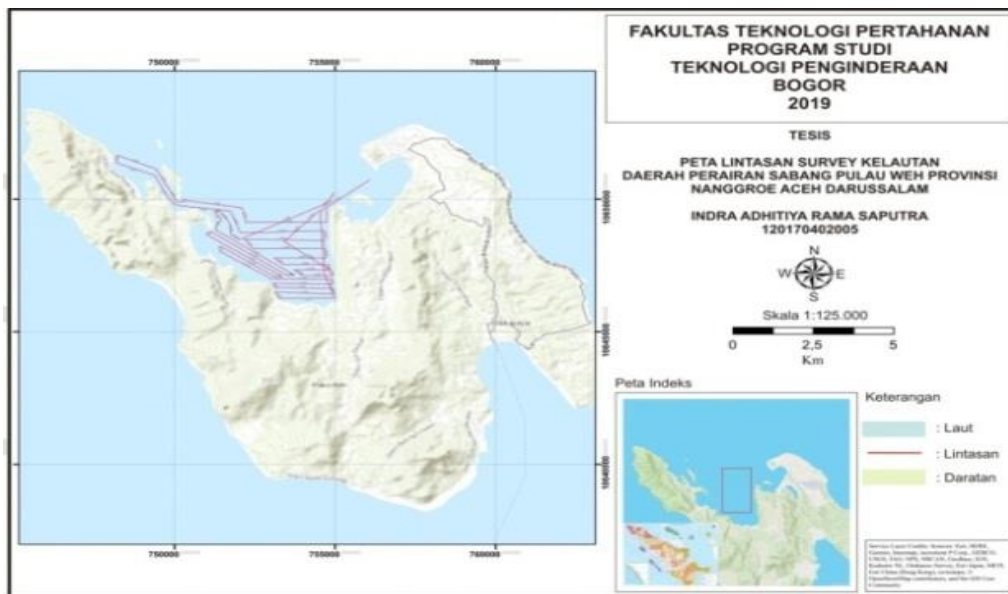 FAKULTAS TEKNOLOGI PERTAHANAN
PROGRAM STUDI
TEKNOLOGI PENGINDERAAN
BOGOR
2019
TESIS
PETA LINTASAN SURVEY KELAUTAN
DAERAH PERAIRAN SABANG PULAU WEH PROVINSI
NANGGROE ACEH DARUSSALAM
INDRA ADHITIYA RAMA SAPUTRA
120170402005
N
W E
S
Skala 1:125.000
0 2,5 5
Km
Peta Indeks
Keterangan
: Laut
: Lintasan
: Daratan
750000 755000 760000
750000 755000 760000